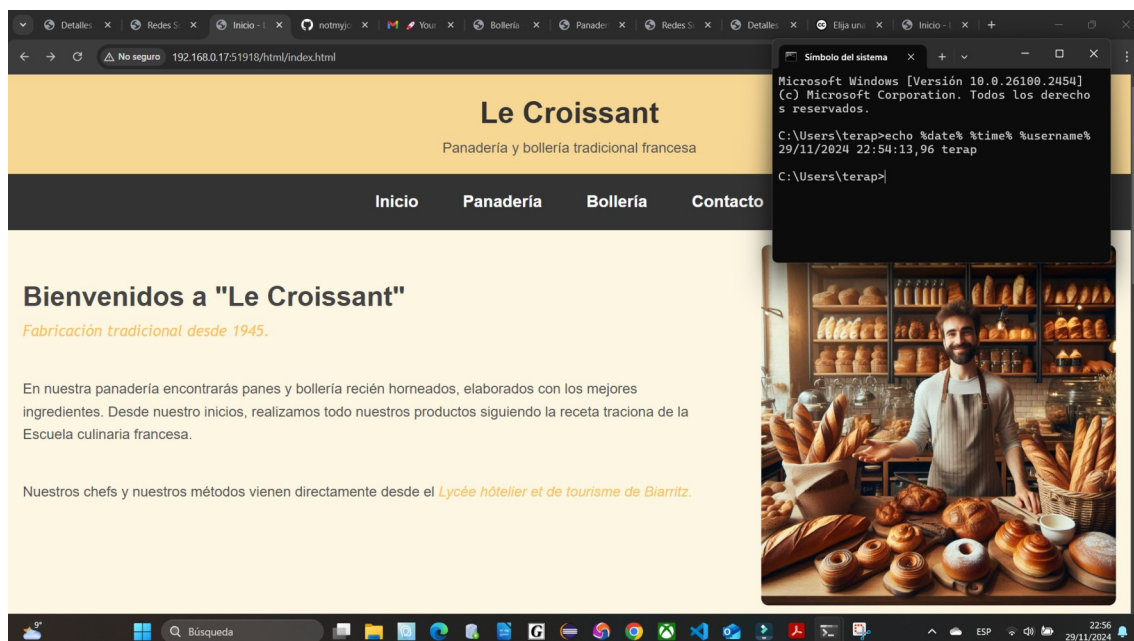 Detalles
Redes S
Inicio - L
notmyjo
Your
Bollería
Panader
Redes S
Detalles
Elija una
Inicio - L
No seguro 192.168.0.17:51918/html/index.html
Símbolo del sistema
Microsoft Windows [Versión 10.0.26100.2454]
(c) Microsoft Corporation. Todos los derecho
s reservados.
C:\Users\terap>echo %date% %time% %username%
29/11/2024 22:54:13,96 terap
C:\Users\terap>
Le Croissant
Panadería y bollería tradicional francesa
Inicio Panadería Bollería Contacto
Bienvenidos a "Le Croissant"
Fabricación tradicional desde 1945.
En nuestra panadería encontrarás panes y bollería recién horneados, elaborados con los mejores
ingredientes. Desde nuestro inicios, realizamos todo nuestros productos siguiendo la receta traciona de la
Escuela culinaria francesa.
Nuestros chefs y nuestros métodos vienen directamente desde el Lycée hôtelier et de tourisme de Biarritz.
9°
Búsqueda
ESP
22:56
29/11/2024